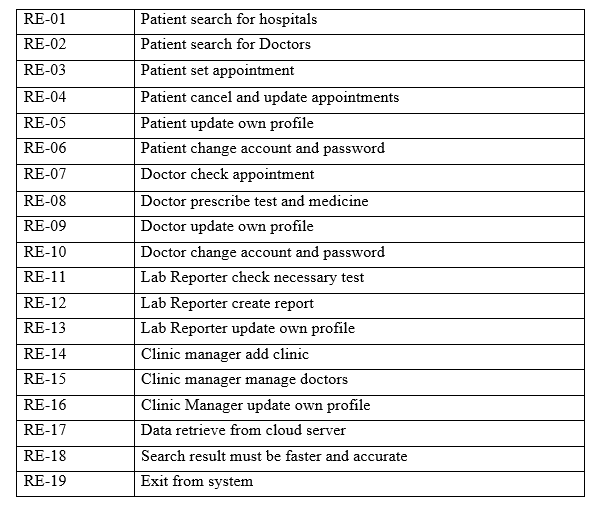 RE-01 Patient search for hospitals
RE-02 Patient search for Doctors
RE-03 Patient set appointment
RE-04 Patient cancel and update appointments
RE-05 Patient update own profile
RE-06 Patient change account and password
RE-07 Doctor check appointment
RE-08 Doctor prescribe test and medicine
RE-09 Doctor update own profile
RE-10 Doctor change account and password
RE-11 Lab Reporter check necessary test
RE-12 Lab Reporter create report
RE-13 Lab Reporter update own profile
RE-14 Clinic manager add clinic
RE-15 Clinic manager manage doctors
RE-16 Clinic Manager update own profile
RE-17 Data retrieve from cloud server
RE-18 Search result must be faster and accurate
RE-19 Exit from system